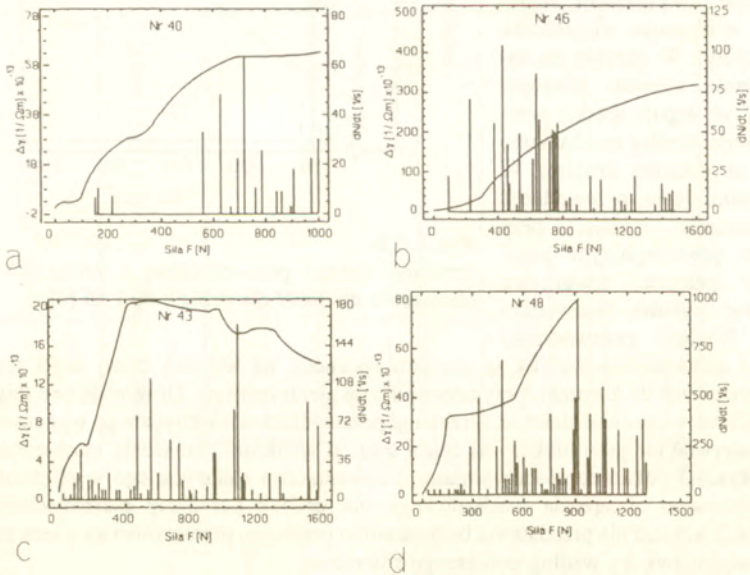 Nr 40
Δγ [1/Ωm] x 10⁻¹³
78
58
38
18
-2
80
60
40
20
0
dN/dt [1/s]
0 200 400 600 800 1000
Siła F [N]
a
Nr 46
Δγ [1/Ωm] x 10⁻¹³
500
400
300
200
100
0
125
100
75
50
25
0
dN/dt [1/s]
0 400 800 1200 1600
Siła F [N]
b
Nr 43
Δγ [1/Ωm] x 10⁻¹³
20
16
12
8
4
0
180
144
108
72
36
0
dN/dt [1/s]
0 400 800 1200 1600
Siła F [N]
c
Nr 48
Δγ [1/Ωm] x 10⁻¹³
80
60
40
20
0
1000
750
500
250
0
dN/dt [1/s]
0 300 600 900 1200 1500
Siła F [N]
d